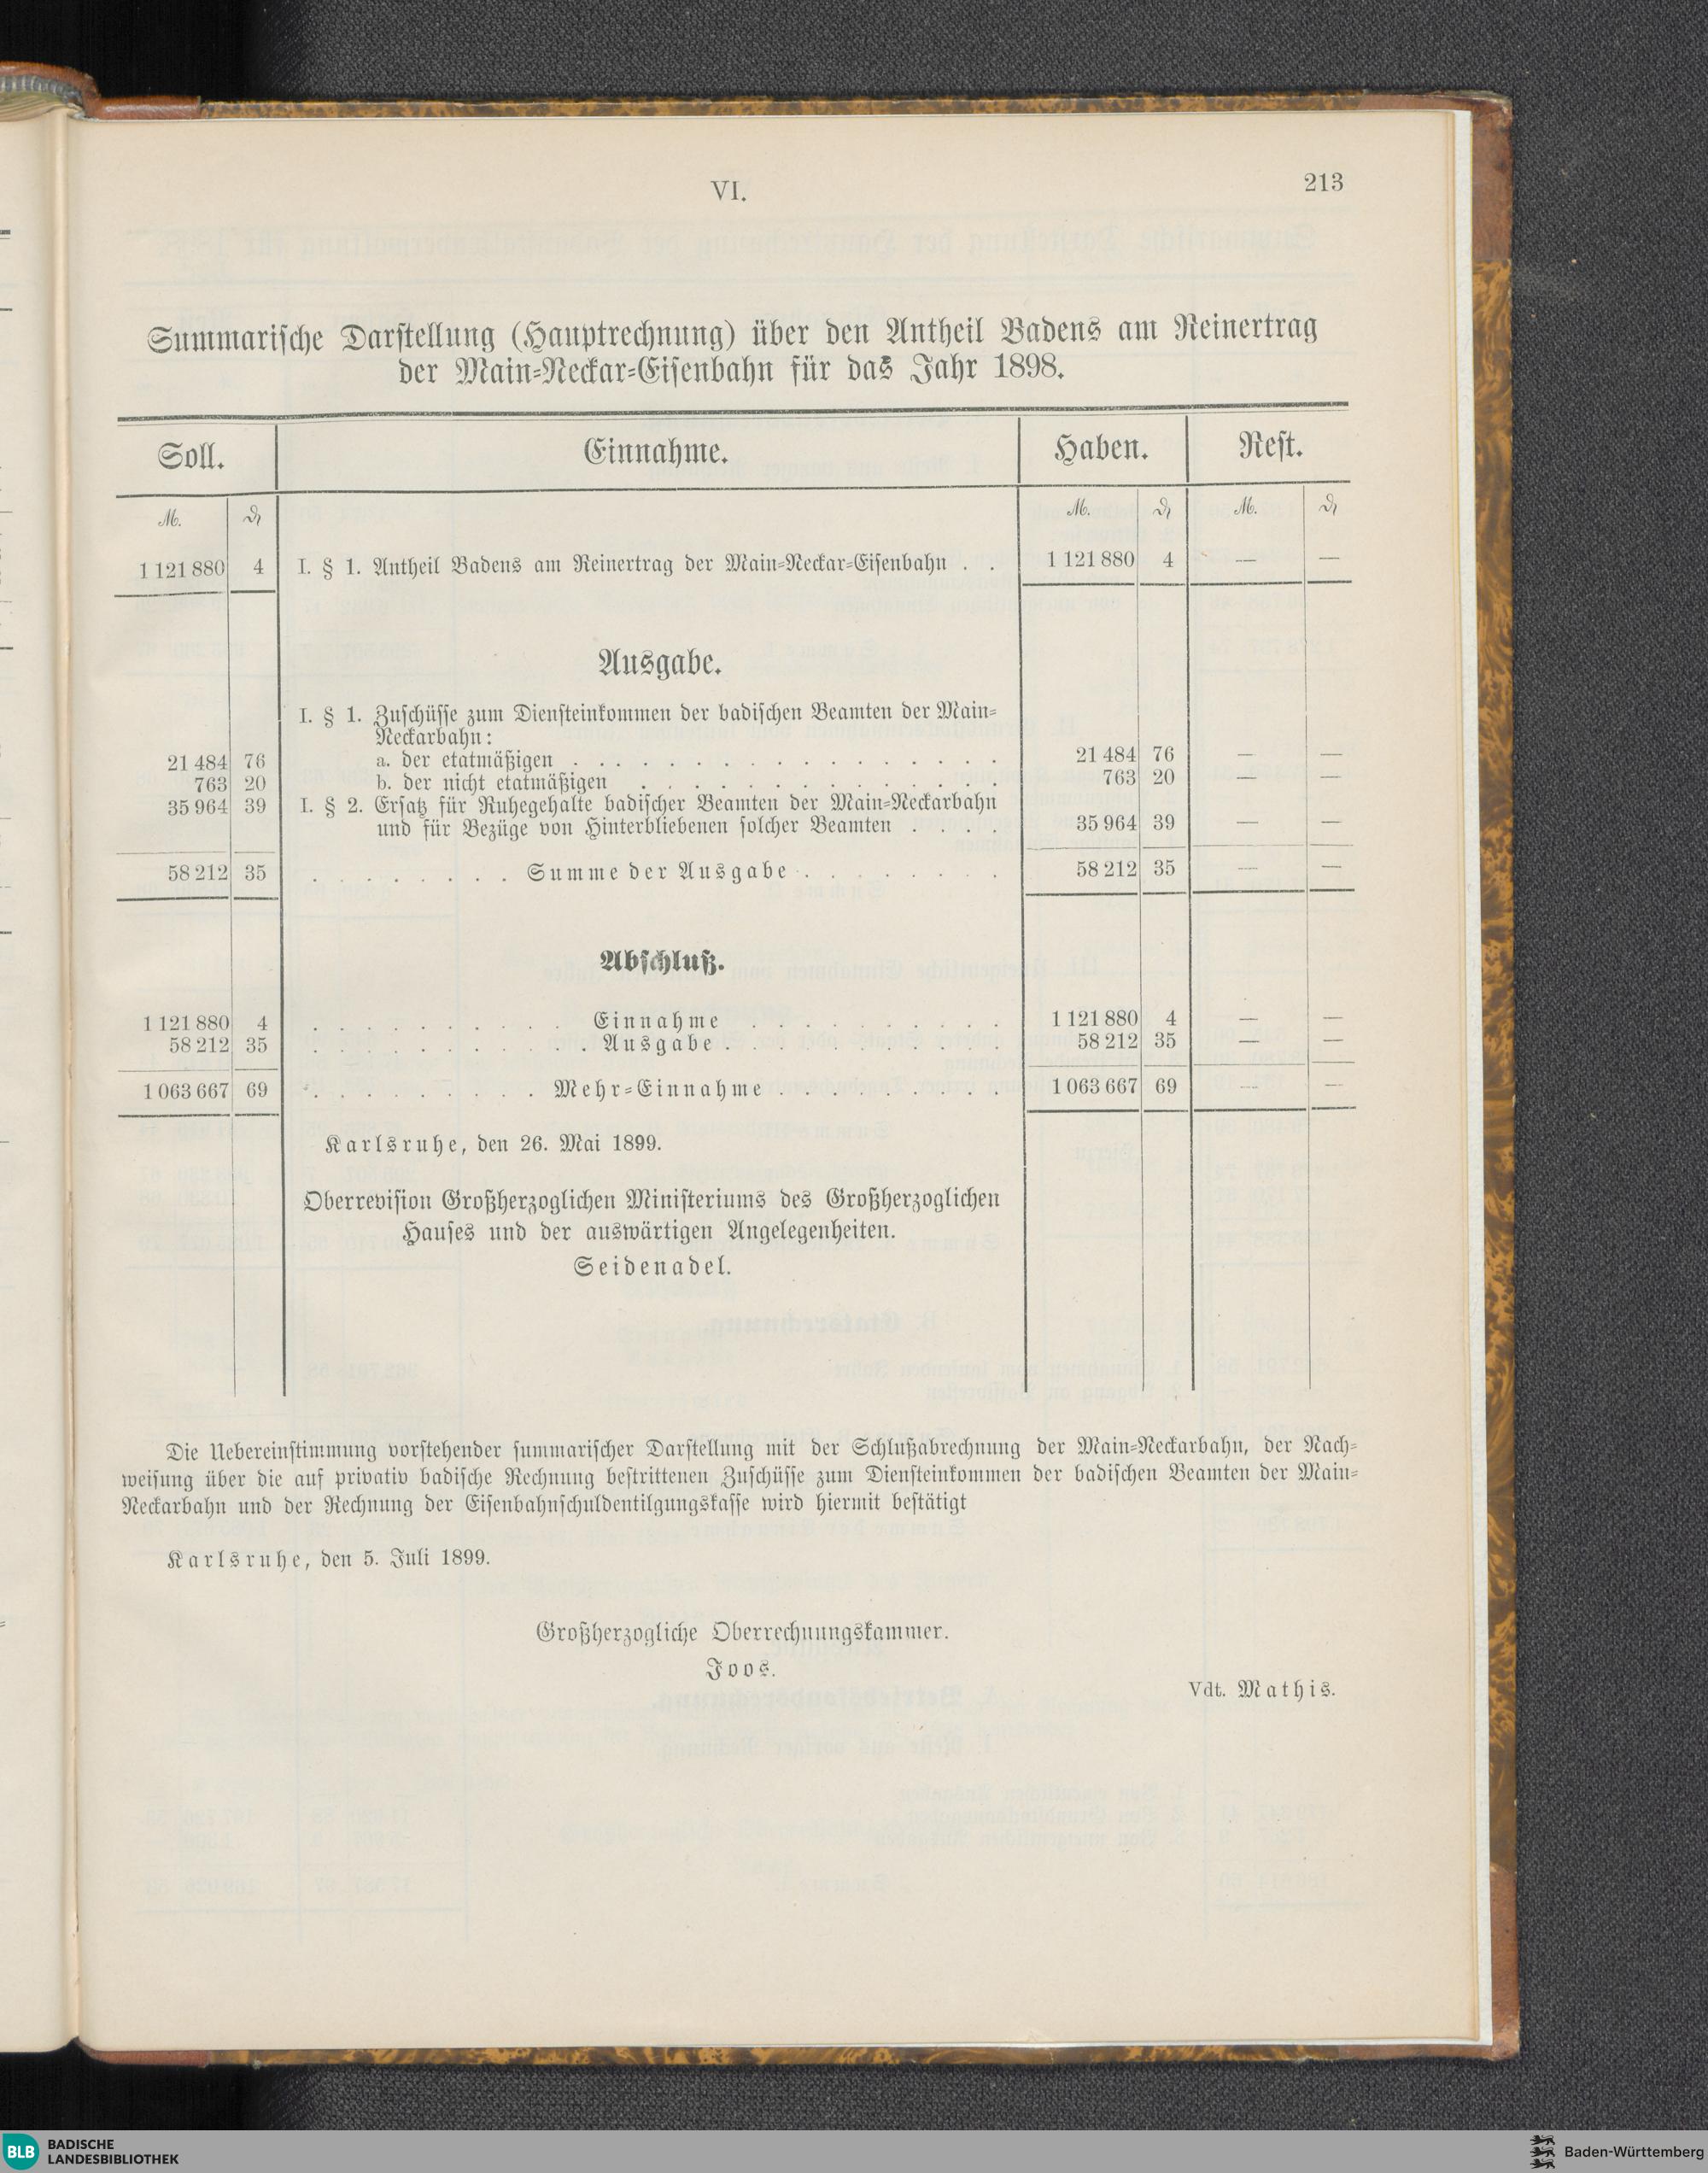 VI.
213
Summarische Darstellung (Hauptrechnung) über den Antheil Badens am Reinertrag
der Main-Neckar-Eisenbahn für das Jahr 1898.
Soll. Einnahme. Haben. Rest.
M. ₰ M. ₰ M. ₰
1 121 880 4 I. § 1. Antheil Badens am Reinertrag der Main-Neckar-Eisenbahn . . 1 121 880 4 — —
Ausgabe.
I. § 1. Zuschüsse zum Diensteinkommen der badischen Beamten der Main-
Neckarbahn:
21 484 76 a. der etatmäßigen . . . . . . . . . . . . . . . . 21 484 76 — —
763 20 b. der nicht etatmäßigen . . . . . . . . . . . . . . 763 20 — —
35 964 39 I. § 2. Ersatz für Ruhegehalte badischer Beamten der Main-Neckarbahn
und für Bezüge von Hinterbliebenen solcher Beamten . . . . 35 964 39 — —
58 212 35 . . . . . . . . Summe der Ausgabe . . . . . . . . 58 212 35 — —
Abschluß.
1 121 880 4 . . . . . . . . . . Einnahme . . . . . . . . . . 1 121 880 4 — —
58 212 35 . . . . . . . . . . . Ausgabe . . . . . . . . . . . 58 212 35 — —
1 063 667 69 . . . . . . . . . Mehr-Einnahme . . . . . . . . . 1 063 667 69 — —
Karlsruhe, den 26. Mai 1899.
Oberrevision Großherzoglichen Ministeriums des Großherzoglichen
Hauses und der auswärtigen Angelegenheiten.
Seidenadel.
Die Uebereinstimmung vorstehender summarischer Darstellung mit der Schlußabrechnung der Main-Neckarbahn, der Nach-
weisung über die auf privativ badische Rechnung bestrittenen Zuschüsse zum Diensteinkommen der badischen Beamten der Main-
Neckarbahn und der Rechnung der Eisenbahnschuldentilgungskasse wird hiermit bestätigt
Karlsruhe, den 5. Juli 1899.
Großherzogliche Oberrechnungskammer.
Joos.
Vdt. Mathis.
BLB BADISCHE
LANDESBIBLIOTHEK
Baden-Württemberg